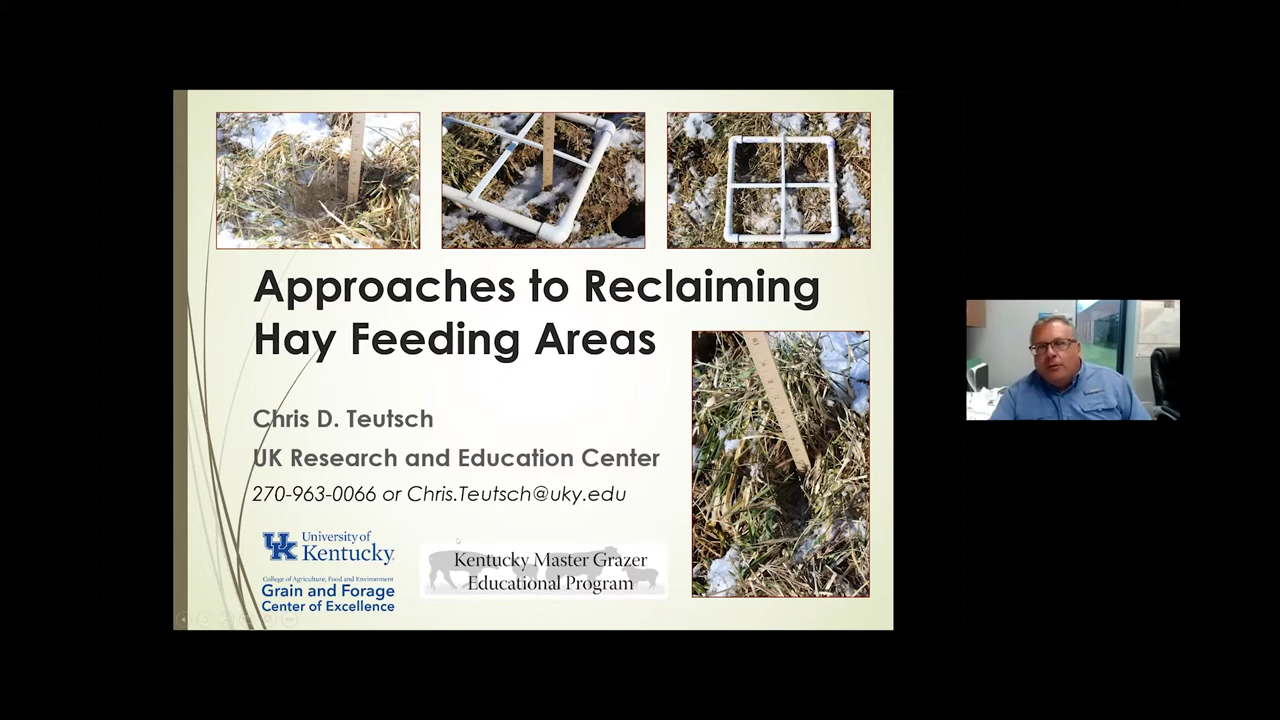 Approaches to Reclaiming
Hay Feeding Areas
Chris D. Teutsch
UK Research and Education Center
270-963-0066 or Chris.Teutsch@uky.edu
UK University of
Kentucky
College of Agriculture, Food and Environment
Grain and Forage
Center of Excellence
Kentucky Master Grazer
Educational Program